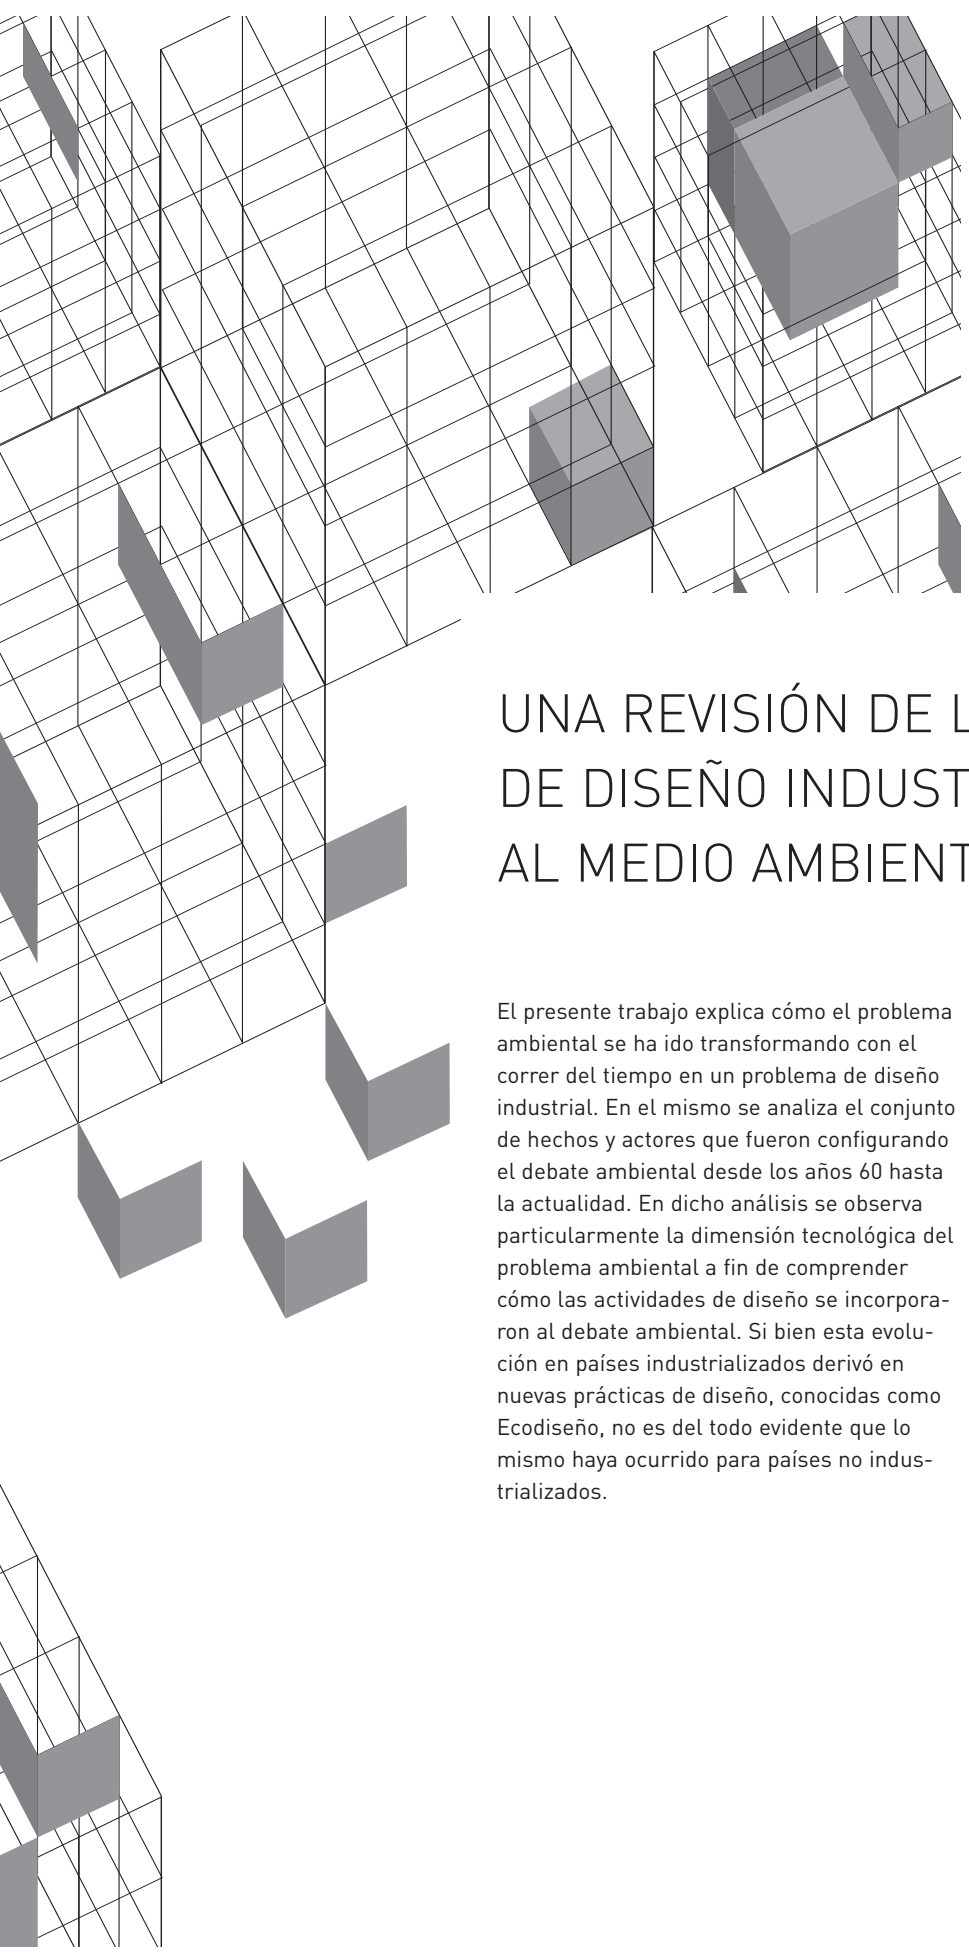 UNA REVISIÓN DE L
DE DISEÑO INDUST
AL MEDIO AMBIENT
El presente trabajo explica cómo el problema
ambiental se ha ido transformando con el
correr del tiempo en un problema de diseño
industrial. En el mismo se analiza el conjunto
de hechos y actores que fueron configurando
el debate ambiental desde los años 60 hasta
la actualidad. En dicho análisis se observa
particularmente la dimensión tecnológica del
problema ambiental a fin de comprender
cómo las actividades de diseño se incorpora-
ron al debate ambiental. Si bien esta evolu-
ción en países industrializados derivó en
nuevas prácticas de diseño, conocidas como
Ecodiseño, no es del todo evidente que lo
mismo haya ocurrido para países no indus-
trializados.